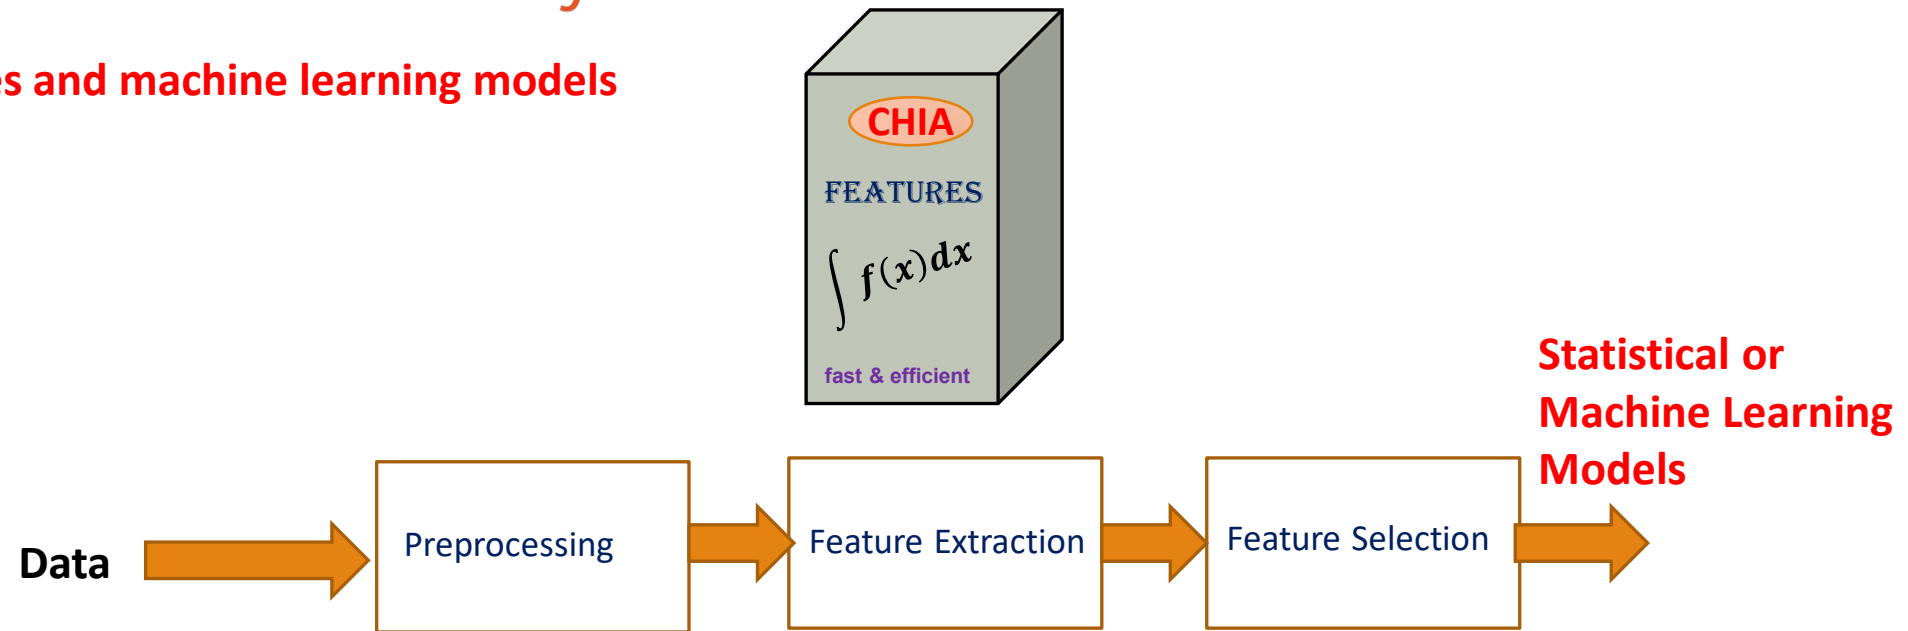 and machine learning models
CHIA
FEATURES
∫ f(x)dx
fast & efficient
Statistical or
Machine Learning
Models
Data
Preprocessing
Feature Extraction
Feature Selection